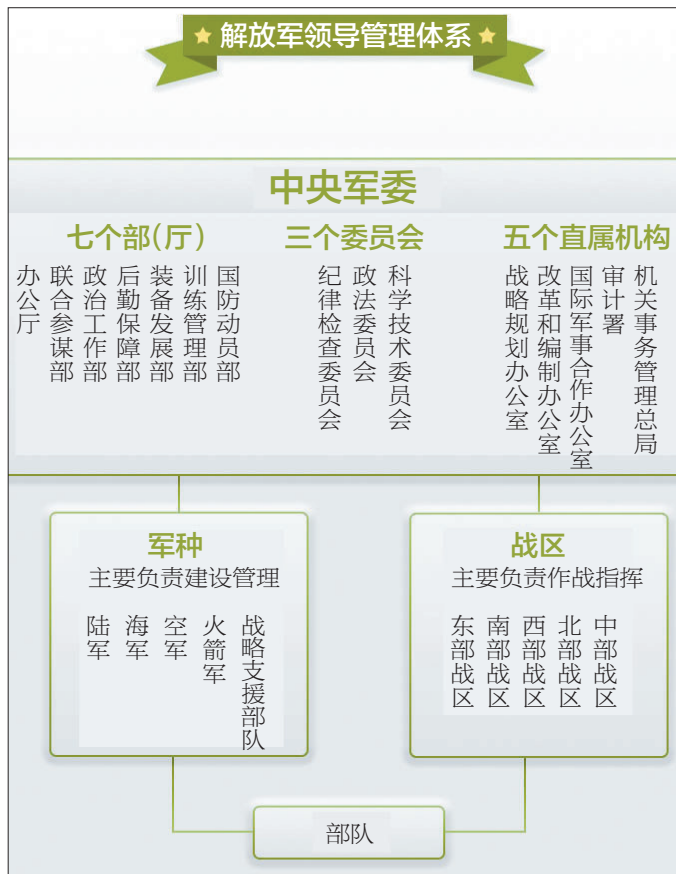 解放军领导管理体系
中央军委
七个部(厅)
办公厅
联合参谋部
政治工作部
后勤保障部
装备发展部
训练管理部
国防动员部
三个委员会
纪律检查委员会
政法委员会
科学技术委员会
五个直属机构
战略规划办公室
改革和编制办公室
国际军事合作办公室
审计署
机关事务管理总局
军种
主要负责建设管理
陆军
海军
空军
火箭军
战略支援部队
战区
主要负责作战指挥
东部战区
南部战区
西部战区
北部战区
中部战区
部队